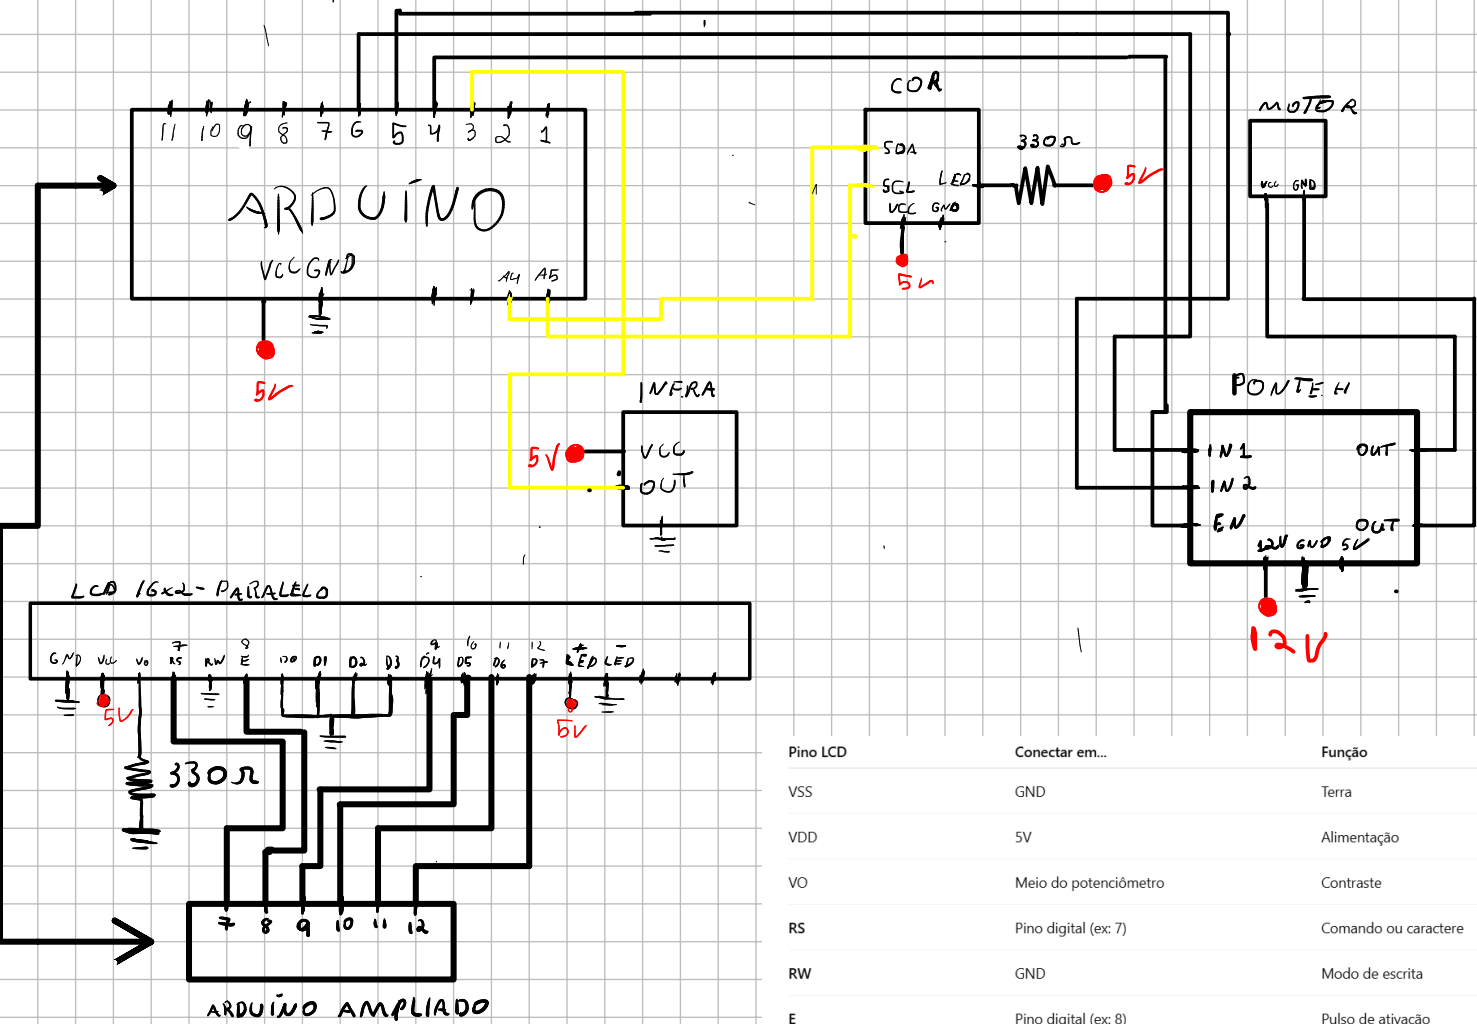 COR
MOTOR
11 10 9 8 7 6 5 4 3 2 1
ARDUÍNO
VCC GND
A4 A5
5V
SDA
SCL
LED
VCC GND
330Ω
5V
5V
VCC GND
INFRA
VCC
OUT
5V
PONTE H
IN1
IN2
EN
OUT
OUT
12V GND 5V
12V
LCD 16x2-PARALELO
7 8 9 10 11 12 + -
GND VCC V0 RS RW E D0 D1 D2 D3 D4 D5 D6 D7 LED LED
5V
5V
330Ω
7 8 9 10 11 12
ARDUÍNO AMPLIADO
Pino LCD Conectar em... Função
VSS GND Terra
VDD 5V Alimentação
VO Meio do potenciômetro Contraste
RS Pino digital (ex: 7) Comando ou caractere
RW GND Modo de escrita
E Pino digital (ex: 8) Pulso de ativação